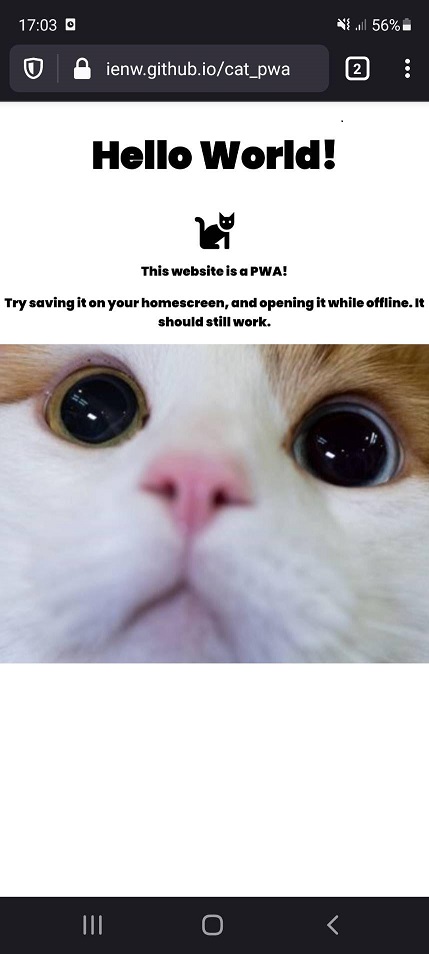 17:03 56%
ienw.github.io/cat_pwa 2
Hello World!
This website is a PWA!
Try saving it on your homescreen, and opening it while offline. It
should still work.